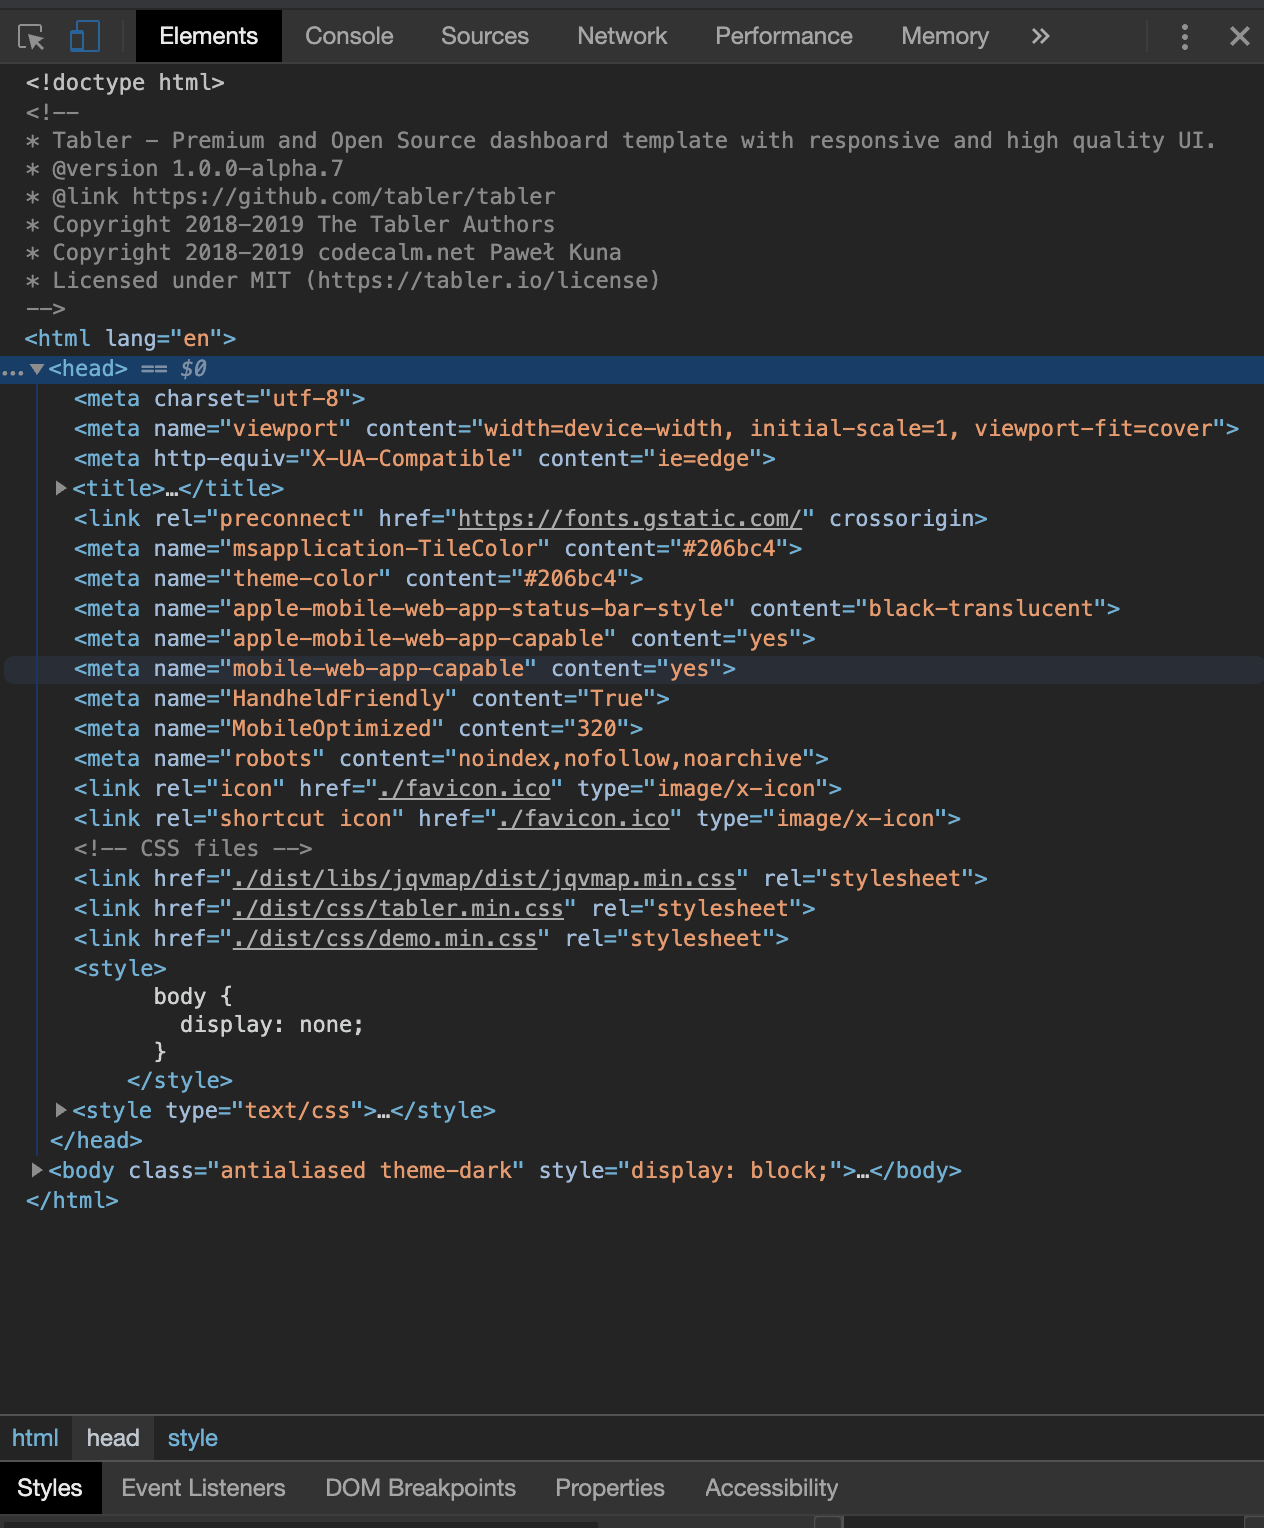 Elements Console Sources Network Performance Memory »
<!doctype html>
<!--
* Tabler – Premium and Open Source dashboard template with responsive and high quality UI.
* @version 1.0.0-alpha.7
* @link https://github.com/tabler/tabler
* Copyright 2018-2019 The Tabler Authors
* Copyright 2018-2019 codecalm.net Paweł Kuna
* Licensed under MIT (https://tabler.io/license)
-->
<html lang="en">
…<head> == $0
<meta charset="utf-8">
<meta name="viewport" content="width=device-width, initial-scale=1, viewport-fit=cover">
<meta http-equiv="X-UA-Compatible" content="ie=edge">
<title>…</title>
<link rel="preconnect" href="https://fonts.gstatic.com/" crossorigin>
<meta name="msapplication-TileColor" content="#206bc4">
<meta name="theme-color" content="#206bc4">
<meta name="apple-mobile-web-app-status-bar-style" content="black-translucent">
<meta name="apple-mobile-web-app-capable" content="yes">
<meta name="mobile-web-app-capable" content="yes">
<meta name="HandheldFriendly" content="True">
<meta name="MobileOptimized" content="320">
<meta name="robots" content="noindex,nofollow,noarchive">
<link rel="icon" href="./favicon.ico" type="image/x-icon">
<link rel="shortcut icon" href="./favicon.ico" type="image/x-icon">
<!-- CSS files -->
<link href="./dist/libs/jqvmap/dist/jqvmap.min.css" rel="stylesheet">
<link href="./dist/css/tabler.min.css" rel="stylesheet">
<link href="./dist/css/demo.min.css" rel="stylesheet">
<style>
body {
display: none;
}
</style>
<style type="text/css">…</style>
</head>
<body class="antialiased theme-dark" style="display: block;">…</body>
</html>
html head style
Styles Event Listeners DOM Breakpoints Properties Accessibility